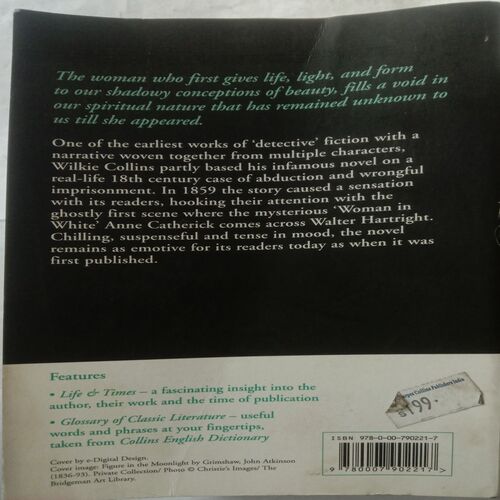 The woman who first gives life, light, and form
to our shadowy conceptions of beauty, fills a void in
our spiritual nature that has remained unknown to
us till she appeared.
One of the earliest works of 'detective' fiction with a
narrative woven together from multiple characters,
Wilkie Collins partly based his infamous novel on a
real-life 18th century case of abduction and wrongful
imprisonment. In 1859 the story caused a sensation
with its readers, hooking their attention with the
ghostly first scene where the mysterious 'Woman in
White' Anne Catherick comes across Walter Hartright.
Chilling, suspenseful and tense in mood, the novel
remains as emotive for its readers today as when it was
first published.
Features
• Life & Times – a fascinating insight into the
author, their work and the time of publication
• Glossary of Classic Literature – useful
words and phrases at your fingertips,
taken from Collins English Dictionary
Cover by e-Digital Design.
Cover image: Figure in the Moonlight by Grimshaw, John Atkinson
(1836-93). Private Collection/ Photo © Christie's Images/ The
Bridgeman Art Library.
Collins Publishers India
199.
ISBN 978-0-00-790221-7
9 780007 902217 >